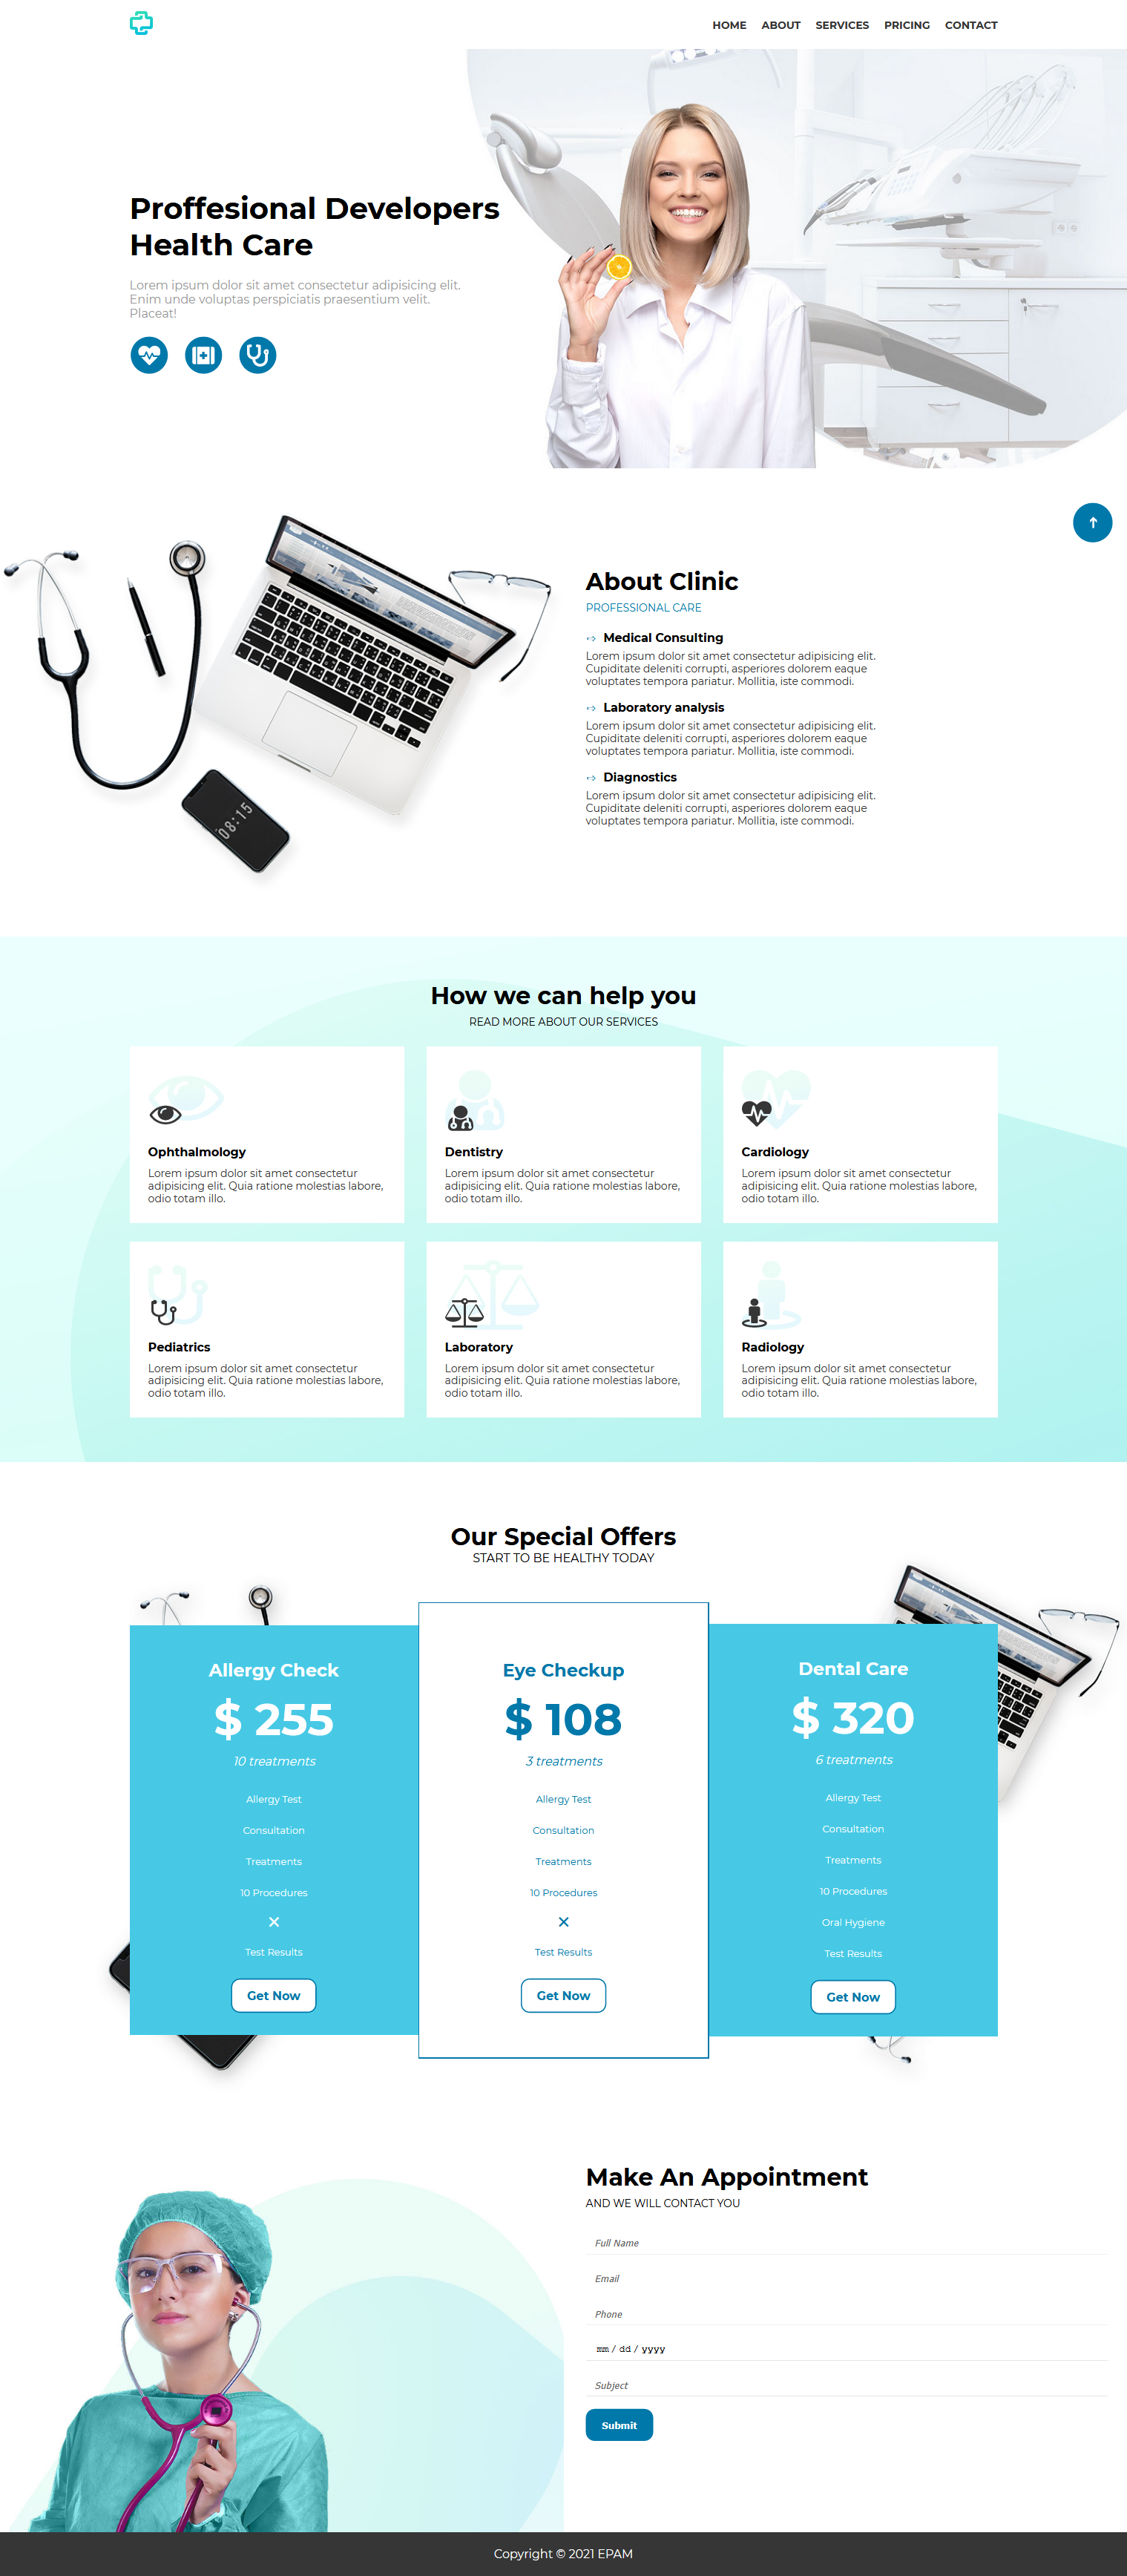 HOME ABOUT SERVICES PRICING CONTACT
Proffesional Developers
Health Care
Lorem ipsum dolor sit amet consectetur adipisicing elit.
Enim unde voluptas perspiciatis praesentium velit.
Placeat!
08:15
About Clinic
PROFESSIONAL CARE
Medical Consulting
Lorem ipsum dolor sit amet consectetur adipisicing elit.
Cupiditate deleniti corrupti, asperiores dolorem eaque
voluptates tempora pariatur. Mollitia, iste commodi.
Laboratory analysis
Lorem ipsum dolor sit amet consectetur adipisicing elit.
Cupiditate deleniti corrupti, asperiores dolorem eaque
voluptates tempora pariatur. Mollitia, iste commodi.
Diagnostics
Lorem ipsum dolor sit amet consectetur adipisicing elit.
Cupiditate deleniti corrupti, asperiores dolorem eaque
voluptates tempora pariatur. Mollitia, iste commodi.
How we can help you
READ MORE ABOUT OUR SERVICES
Ophthalmology
Lorem ipsum dolor sit amet consectetur
adipisicing elit. Quia ratione molestias labore,
odio totam illo.
Dentistry
Lorem ipsum dolor sit amet consectetur
adipisicing elit. Quia ratione molestias labore,
odio totam illo.
Cardiology
Lorem ipsum dolor sit amet consectetur
adipisicing elit. Quia ratione molestias labore,
odio totam illo.
Pediatrics
Lorem ipsum dolor sit amet consectetur
adipisicing elit. Quia ratione molestias labore,
odio totam illo.
Laboratory
Lorem ipsum dolor sit amet consectetur
adipisicing elit. Quia ratione molestias labore,
odio totam illo.
Radiology
Lorem ipsum dolor sit amet consectetur
adipisicing elit. Quia ratione molestias labore,
odio totam illo.
Our Special Offers
START TO BE HEALTHY TODAY
Allergy Check
$ 255
10 treatments
Allergy Test
Consultation
Treatments
10 Procedures
Test Results
Get Now
Eye Checkup
$ 108
3 treatments
Allergy Test
Consultation
Treatments
10 Procedures
Test Results
Get Now
Dental Care
$ 320
6 treatments
Allergy Test
Consultation
Treatments
10 Procedures
Oral Hygiene
Test Results
Get Now
Make An Appointment
AND WE WILL CONTACT YOU
Full Name
Email
Phone
mm / dd / yyyy
Subject
Submit
Copyright © 2021 EPAM